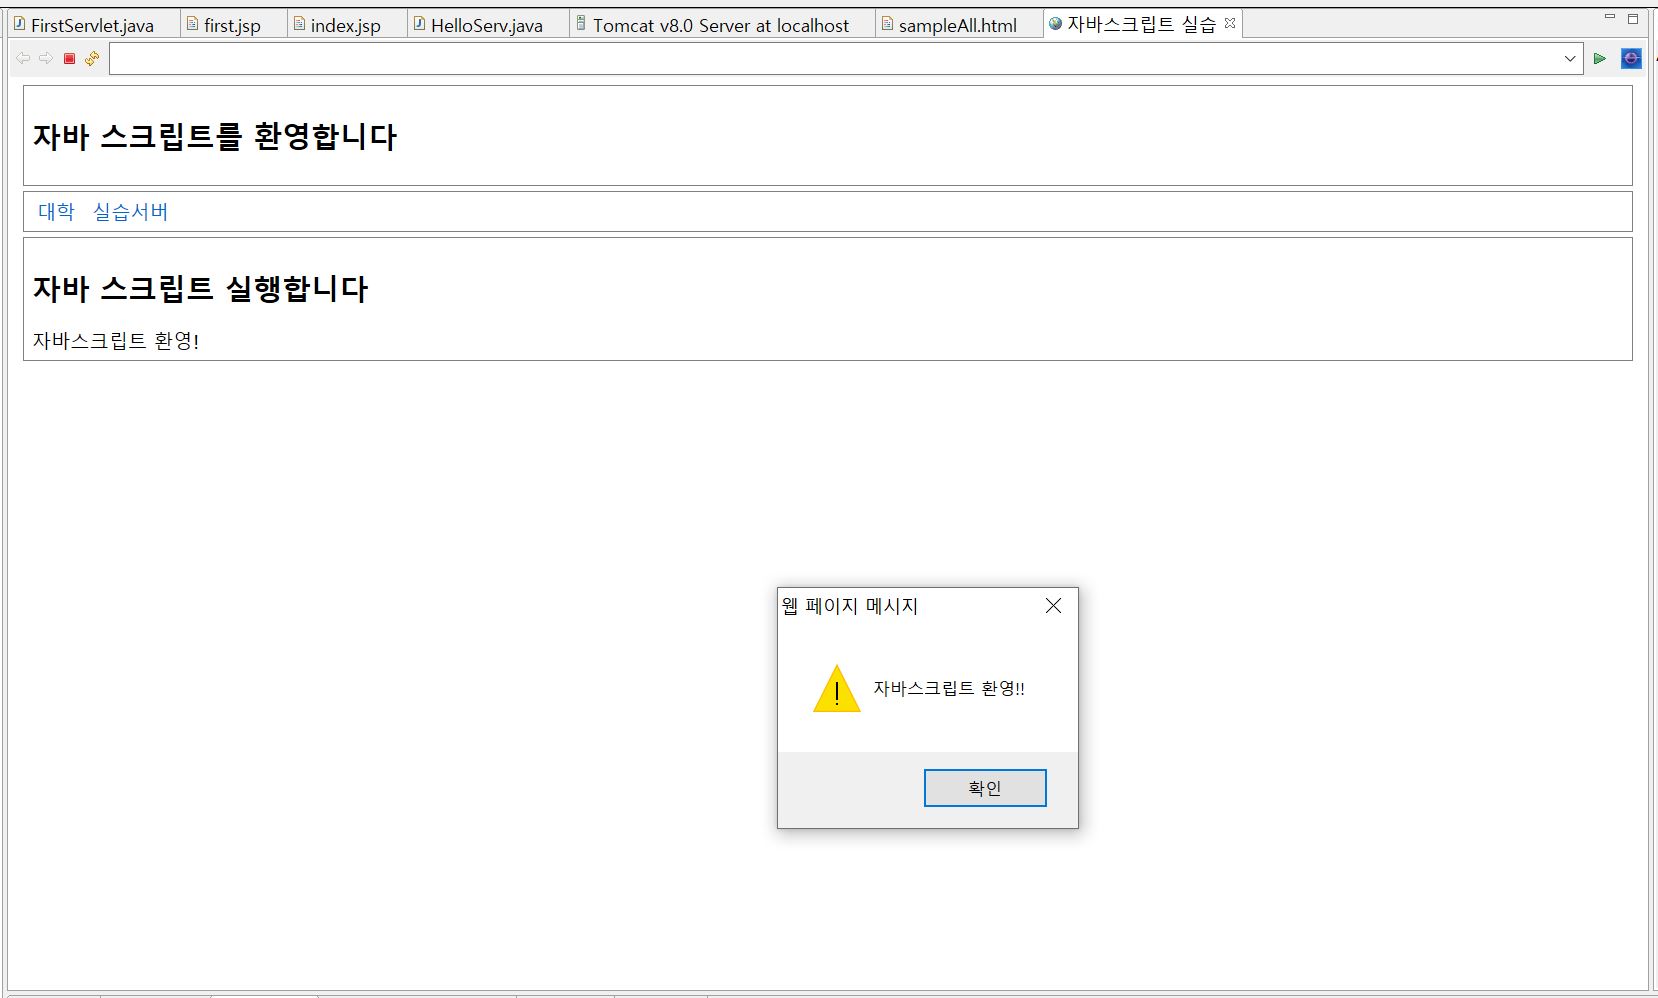 FirstServlet.java first.jsp index.jsp HelloServ.java Tomcat v8.0 Server at localhost sampleAll.html 자바스크립트 실습
자바 스크립트를 환영합니다
대학 실습서버
자바 스크립트 실행합니다
자바스크립트 환영!
웹 페이지 메시지
자바스크립트 환영!!
확인